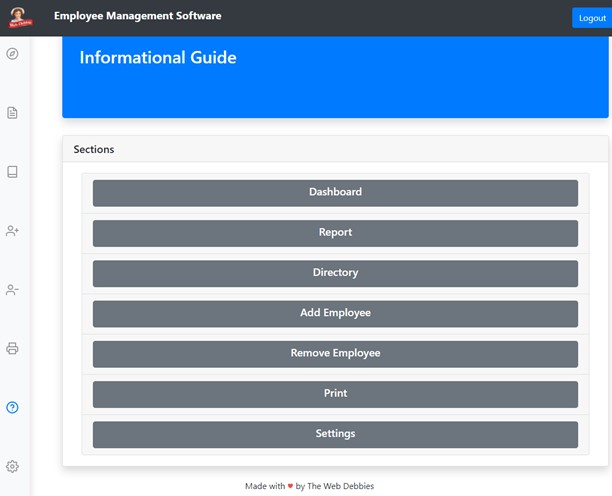 Employee Management Software
Logout
Informational Guide
Sections
Dashboard
Report
Directory
Add Employee
Remove Employee
Print
Settings
Made with ♥ by The Web Debbies